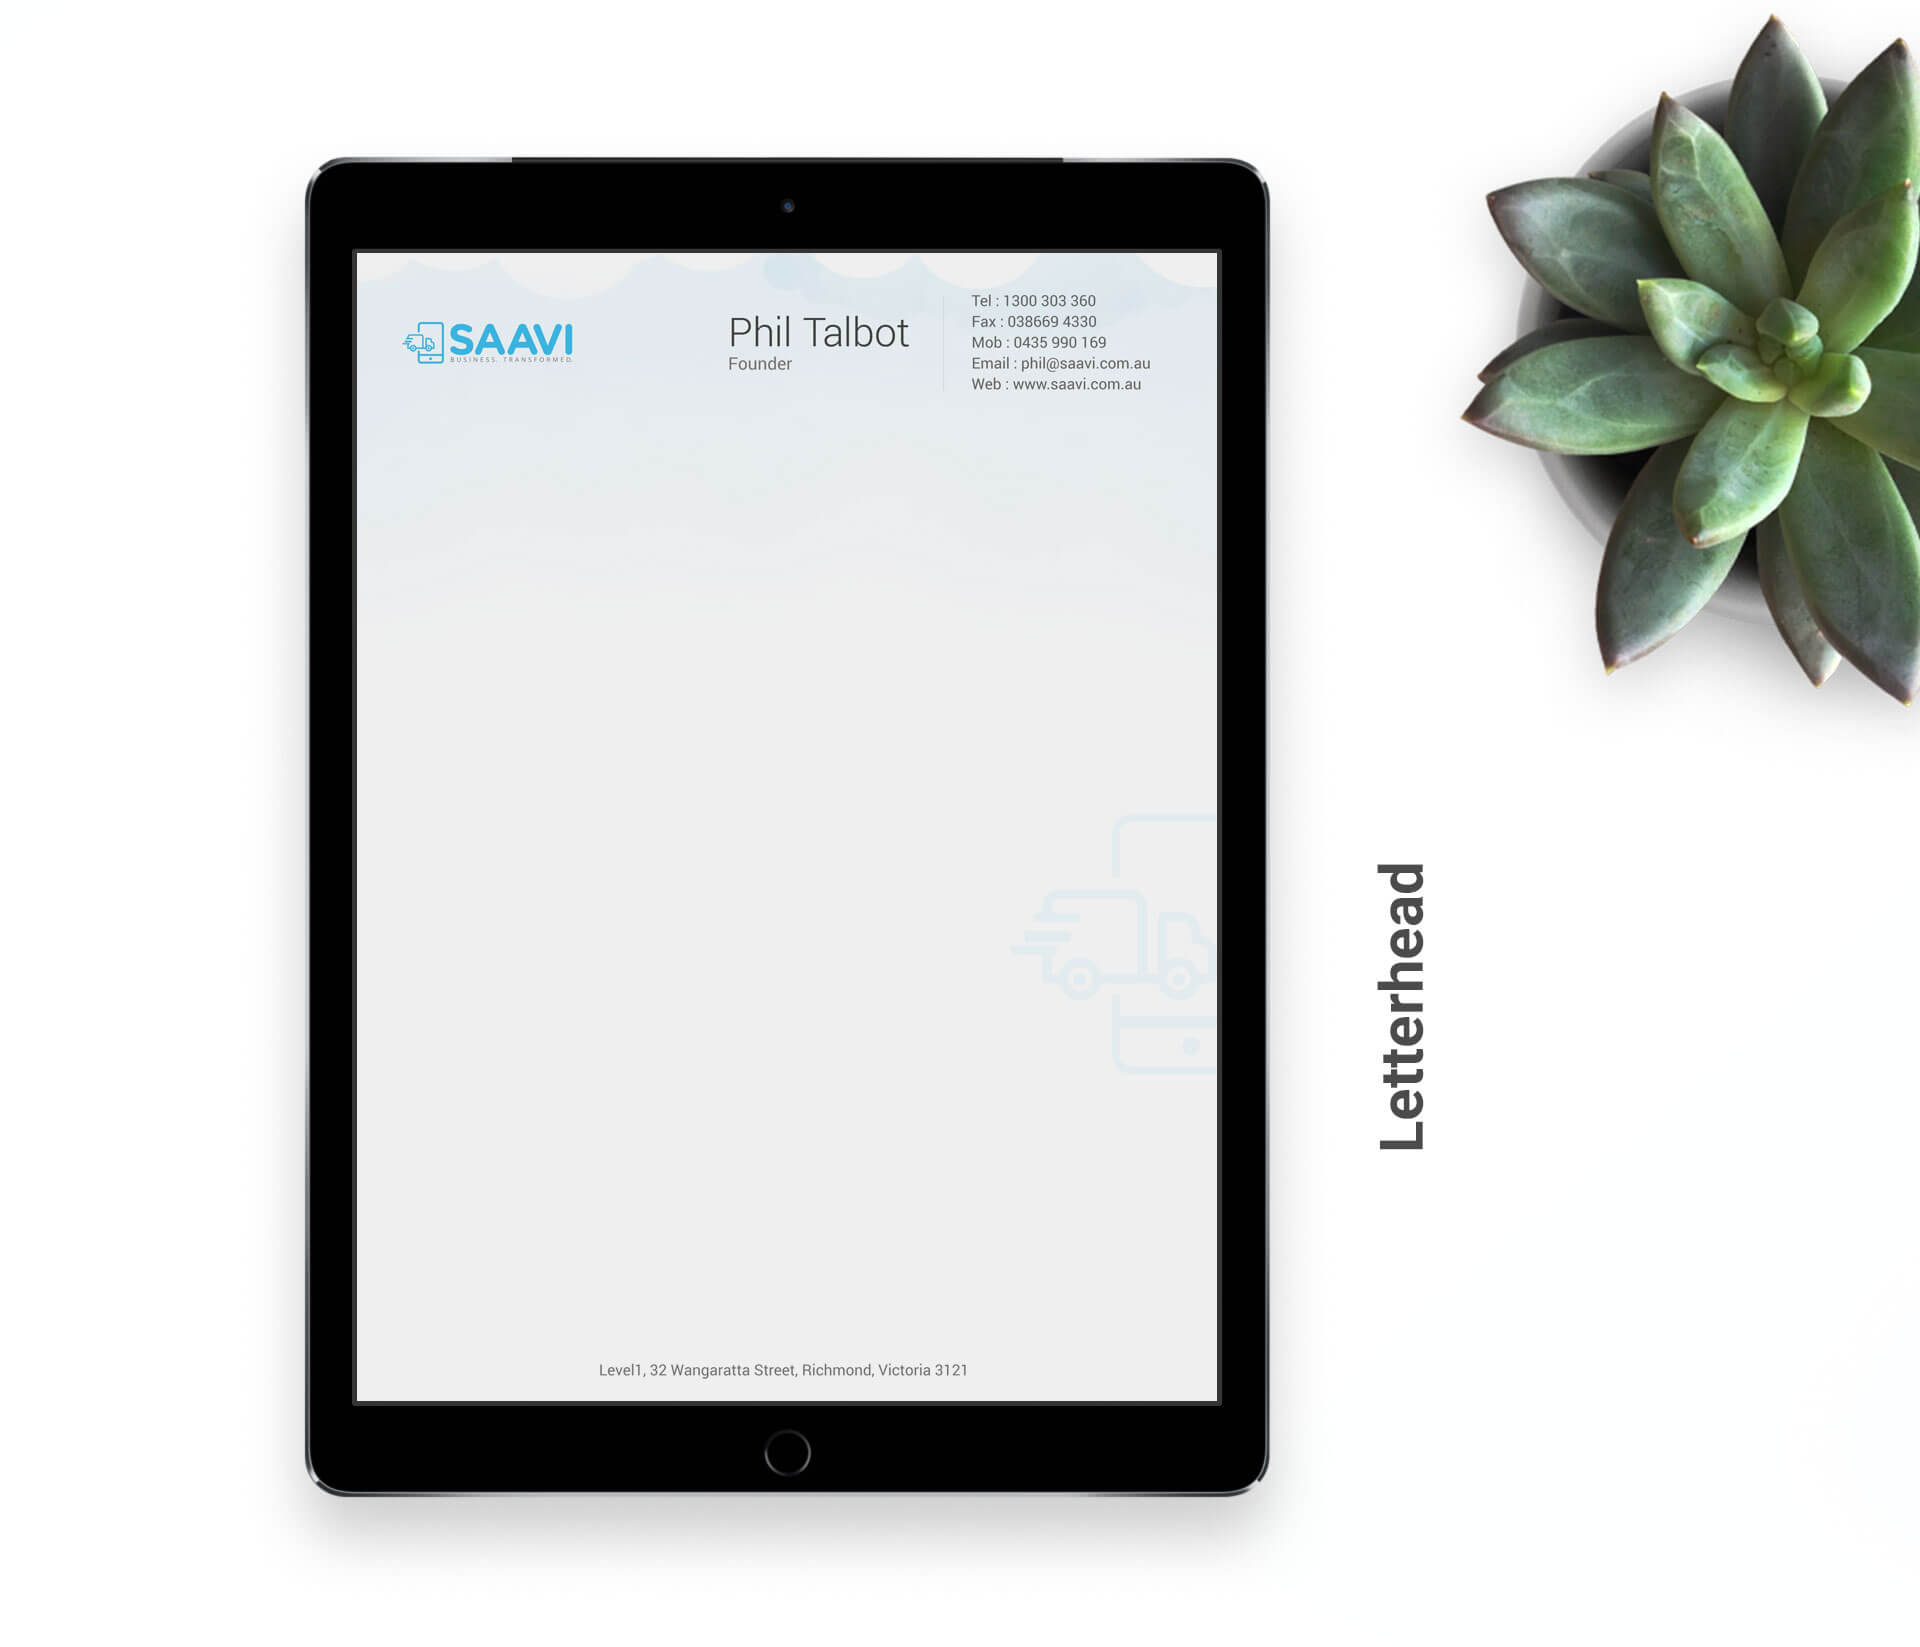 SAAVI
BUSINESS. TRANSFORMED.
Phil Talbot
Founder
Tel : 1300 303 360
Fax : 038669 4330
Mob : 0435 990 169
Email : phil@saavi.com.au
Web : www.saavi.com.au
Letterhead
Level1, 32 Wangaratta Street, Richmond, Victoria 3121